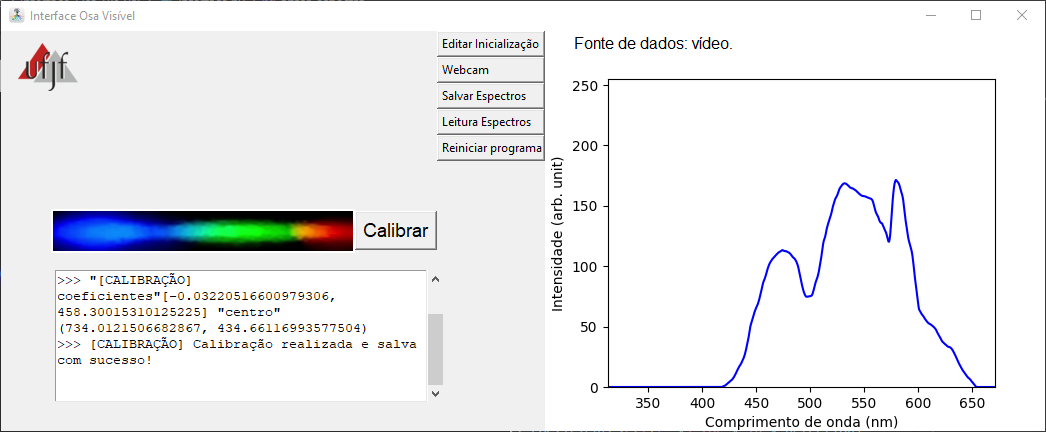 Interface Osa Visível
ufjf
Editar Inicialização
Webcam
Salvar Espectros
Leitura Espectros
Reiniciar programa
Calibrar
>>> "[CALIBRAÇÃO]
coeficientes"[-0.03220516600979306,
458.30015310125225] "centro"
(734.0121506682867, 434.66116993577504)
>>> [CALIBRAÇÃO] Calibração realizada e salva
com sucesso!
Fonte de dados: vídeo.
Intensidade (arb. unit)
250
200
150
100
50
0
350 400 450 500 550 600 650
Comprimento de onda (nm)